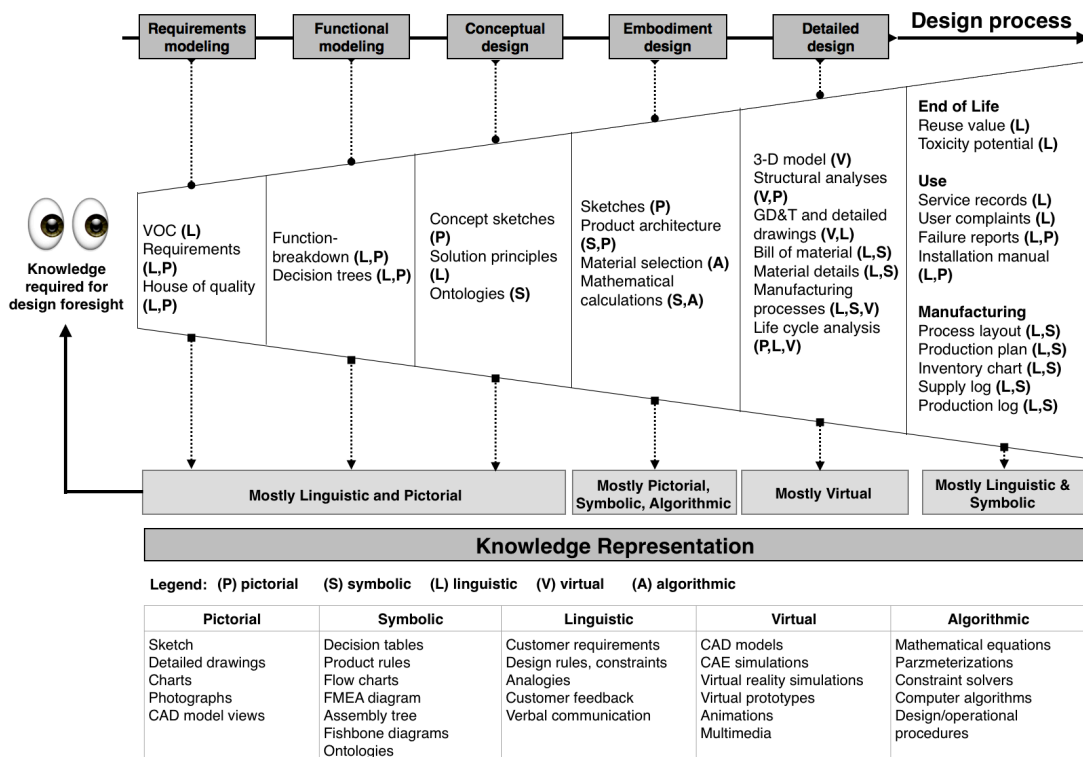 Design process
Requirements
modeling
Functional
modeling
Conceptual
design
Embodiment
design
Detailed
design
Knowledge
required for
design foresight
VOC (L)
Requirements
(L,P)
House of quality
(L,P)
Function-
breakdown (L,P)
Decision trees (L,P)
Concept sketches
(P)
Solution principles
(L)
Ontologies (S)
Sketches (P)
Product architecture
(S,P)
Material selection (A)
Mathematical
calculations (S,A)
3-D model (V)
Structural analyses
(V,P)
GD&T and detailed
drawings (V,L)
Bill of material (L,S)
Material details (L,S)
Manufacturing
processes (L,S,V)
Life cycle analysis
(P,L,V)
End of Life
Reuse value (L)
Toxicity potential (L)
Use
Service records (L)
User complaints (L)
Failure reports (L,P)
Installation manual
(L,P)
Manufacturing
Process layout (L,S)
Production plan (L,S)
Inventory chart (L,S)
Supply log (L,S)
Production log (L,S)
Mostly Linguistic and Pictorial
Mostly Pictorial,
Symbolic, Algorithmic
Mostly Virtual
Mostly Linguistic &
Symbolic
Knowledge Representation
Legend: (P) pictorial (S) symbolic (L) linguistic (V) virtual (A) algorithmic
Pictorial
Sketch
Detailed drawings
Charts
Photographs
CAD model views
Symbolic
Decision tables
Product rules
Flow charts
FMEA diagram
Assembly tree
Fishbone diagrams
Ontologies
Linguistic
Customer requirements
Design rules, constraints
Analogies
Customer feedback
Verbal communication
Virtual
CAD models
CAE simulations
Virtual reality simulations
Virtual prototypes
Animations
Multimedia
Algorithmic
Mathematical equations
Parzmeterizations
Constraint solvers
Computer algorithms
Design/operational
procedures